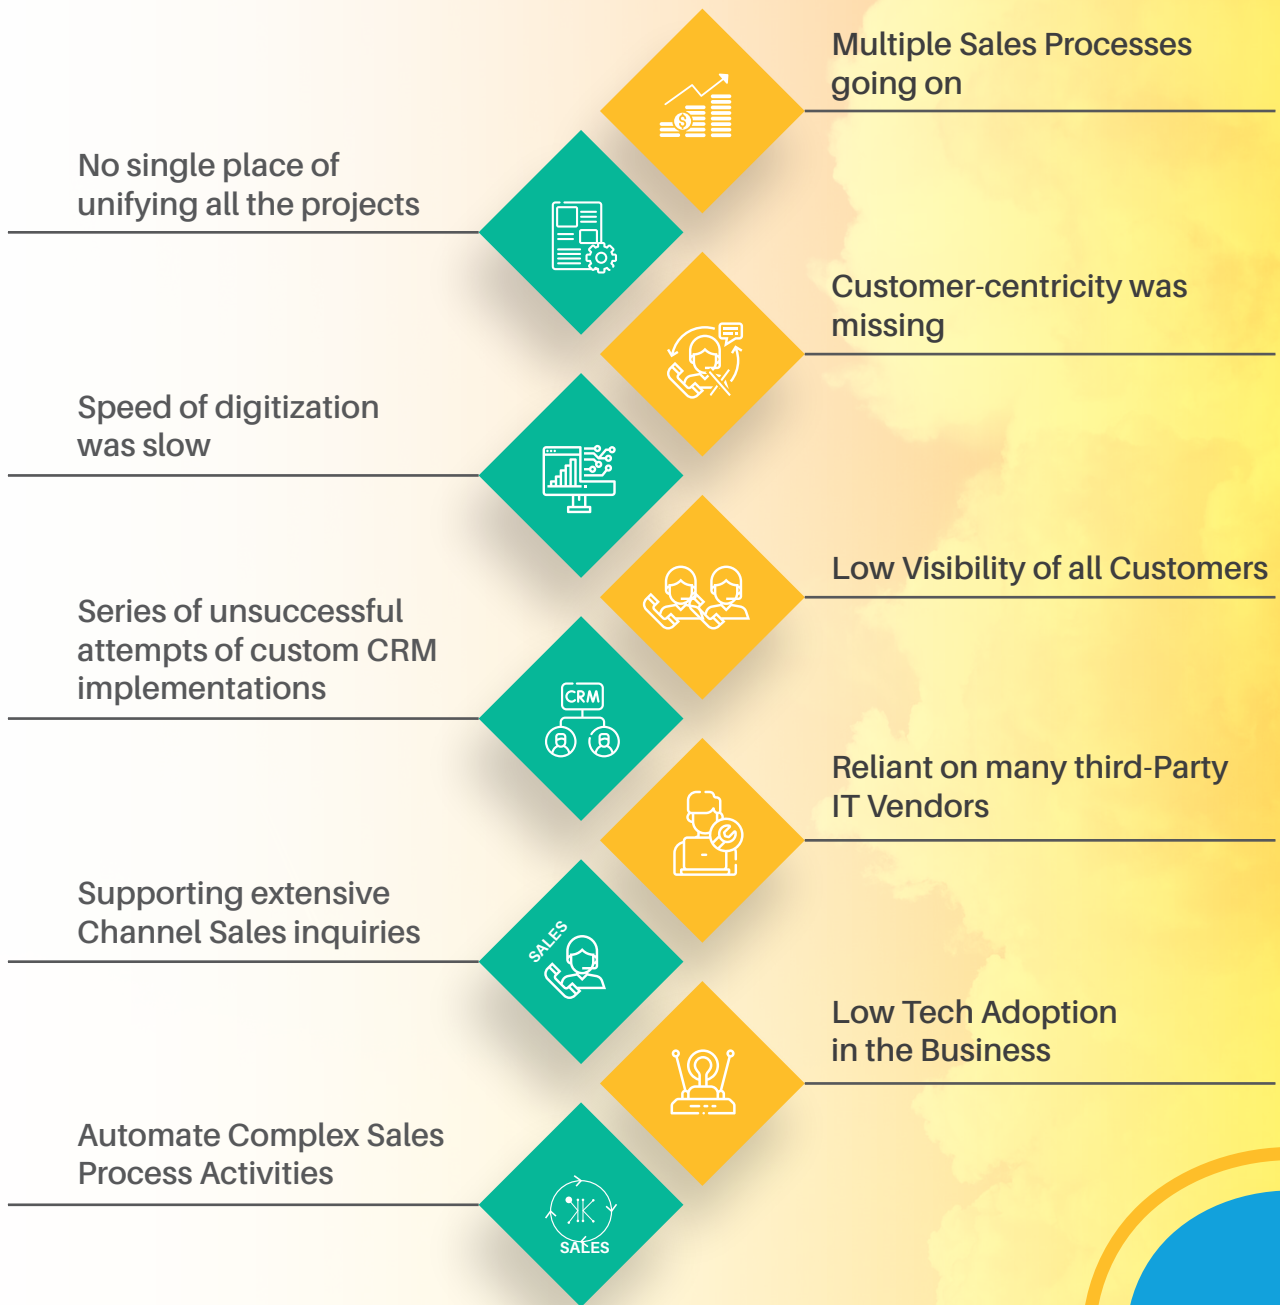 Multiple Sales Processes
going on
No single place of
unifying all the projects
Customer-centricity was
missing
Speed of digitization
was slow
Low Visibility of all Customers
Series of unsuccessful
attempts of custom CRM
implementations
CRM
Reliant on many third-Party
IT Vendors
Supporting extensive
Channel Sales inquiries
SALES
Low Tech Adoption
in the Business
Automate Complex Sales
Process Activities
SALES